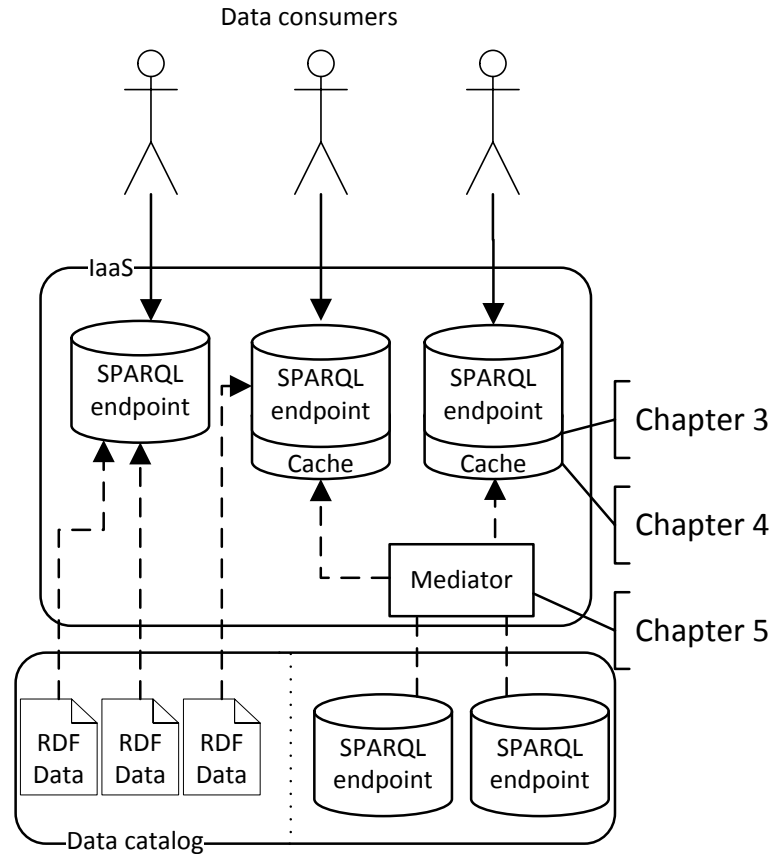 Data consumers
IaaS
SPARQL
endpoint
SPARQL
endpoint
Cache
SPARQL
endpoint
Cache
Chapter 3
Chapter 4
Mediator
Chapter 5
RDF
Data
RDF
Data
RDF
Data
SPARQL
endpoint
SPARQL
endpoint
Data catalog